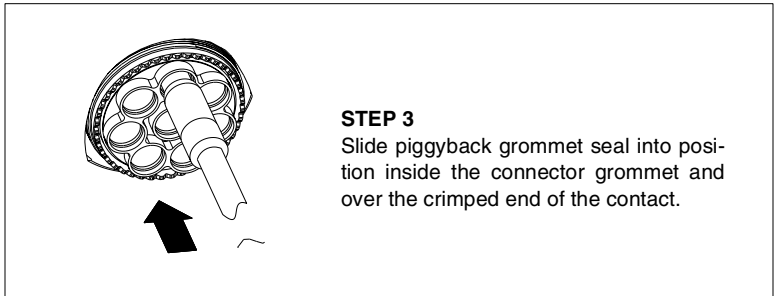 STEP 3
Slide piggyback grommet seal into posi-
tion inside the connector grommet and
over the crimped end of the contact.